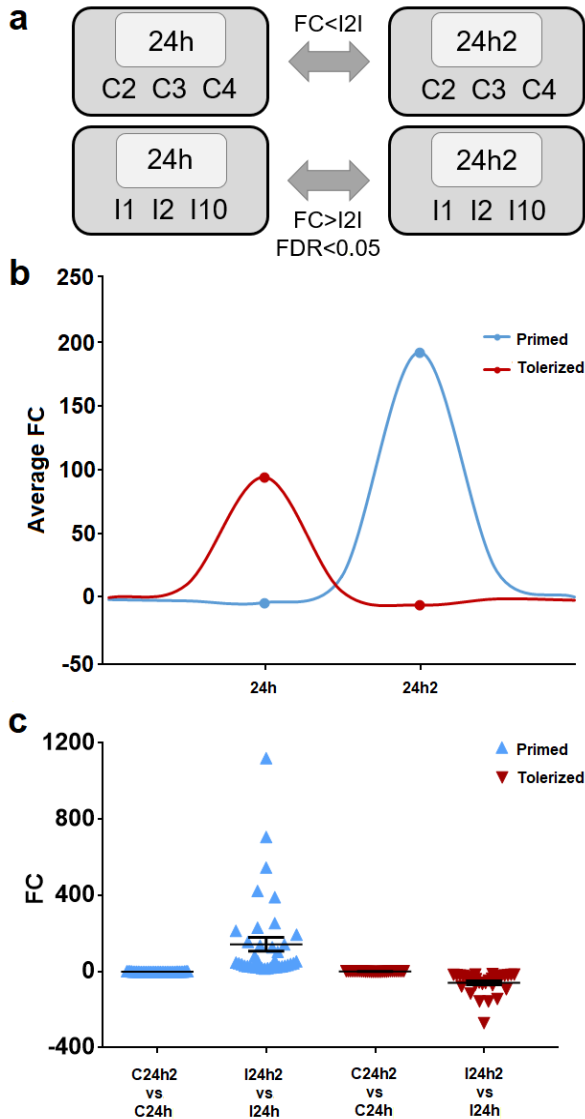 a
24h
C2 C3 C4
FC<I2I
24h2
C2 C3 C4
24h
I1 I2 I10
FC>I2I
FDR<0.05
24h2
I1 I2 I10
b
Average FC
250
200
150
100
50
0
-50
24h
24h2
Primed
Tolerized
c
FC
1200
800
400
0
-400
Primed
Tolerized
C24h2
vs
C24h
I24h2
vs
I24h
C24h2
vs
C24h
I24h2
vs
I24h